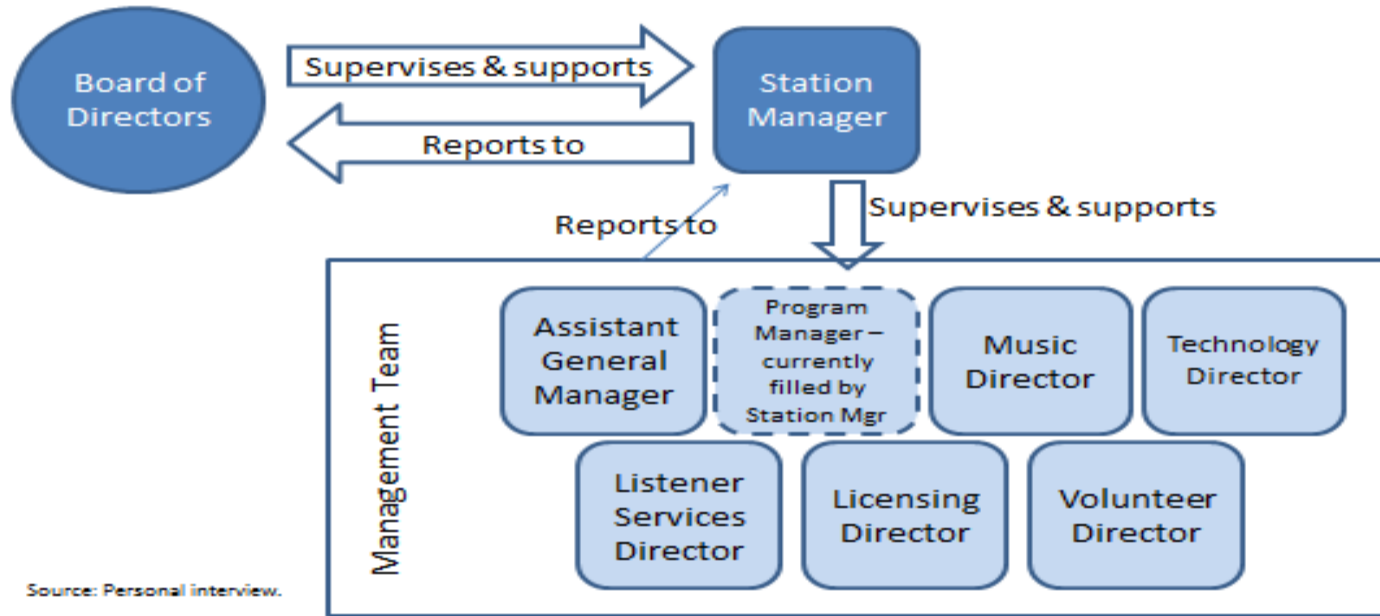 Board of
Directors
Supervises & supports
Reports to
Station
Manager
Reports to
Supervises & supports
Management Team
Assistant
General
Manager
Program
Manager –
currently
filled by
Station Mgr
Music
Director
Technology
Director
Listener
Services
Director
Licensing
Director
Volunteer
Director
Source: Personal interview.